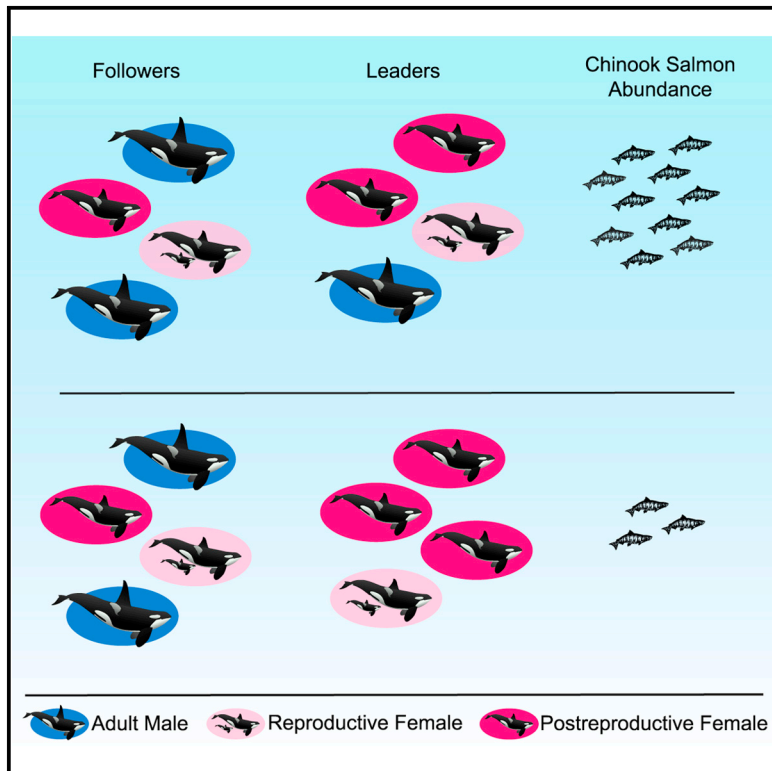 Followers
Leaders
Chinook Salmon
Abundance
Adult Male
Reproductive Female
Postreproductive Female